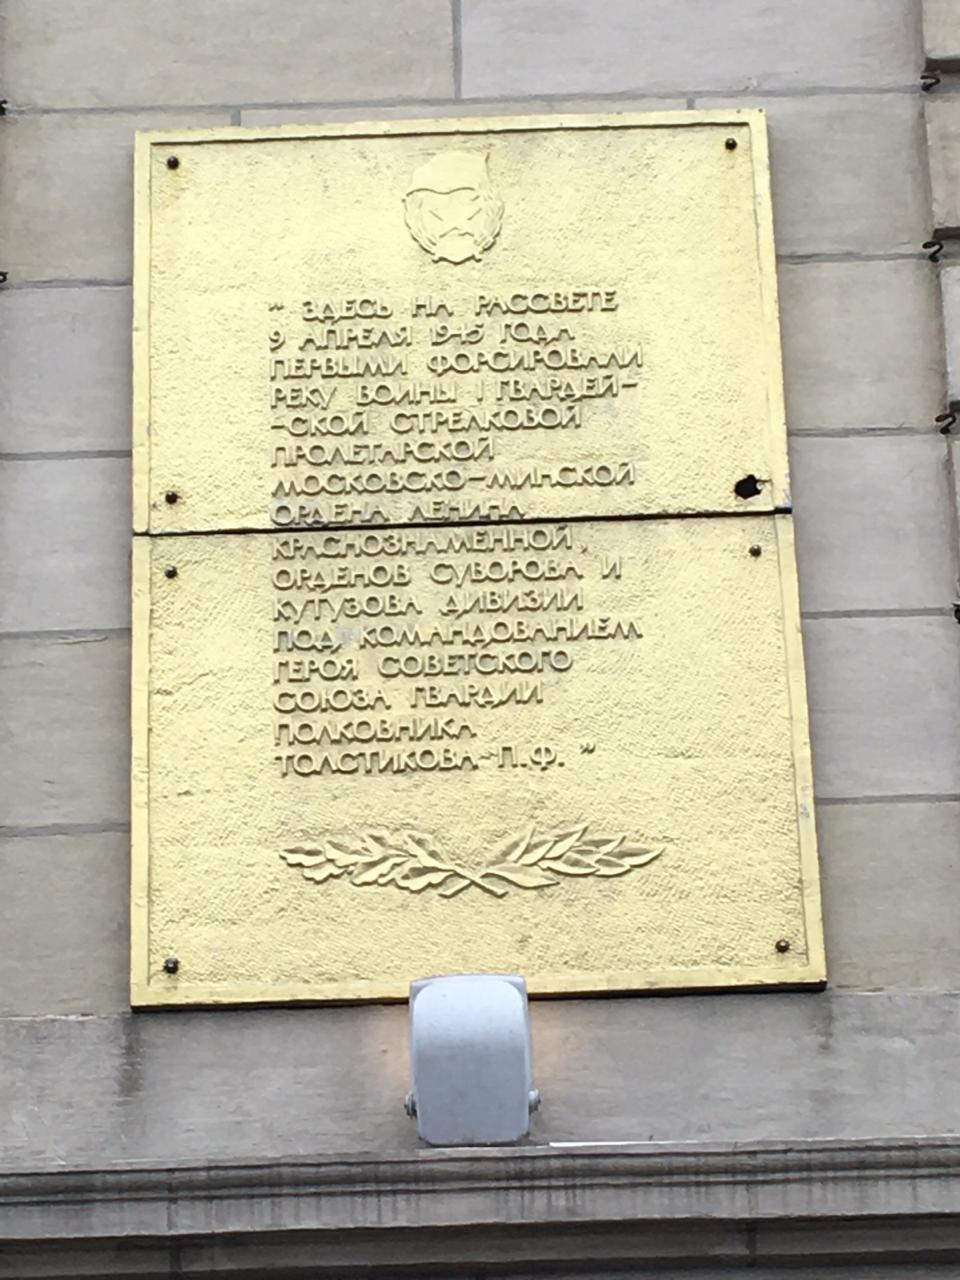 " ЗДЕСЬ НА РАССВЕТЕ
9 АПРЕЛЯ 1945 ГОДА
ПЕРВЫМИ ФОРСИРОВАЛИ
РЕКУ ВОИНЫ I ГВАРДЕЙ-
-СКОЙ СТРЕЛКОВОЙ
ПРОЛЕТАРСКОЙ
МОСКОВСКО-МИНСКОЙ
ОРДЕНА ЛЕНИНА
КРАСНОЗНАМЕННОЙ,
ОРДЕНОВ СУВОРОВА И
КУТУЗОВА ДИВИЗИИ
ПОД КОМАНДОВАНИЕМ
ГЕРОЯ СОВЕТСКОГО
СОЮЗА ГВАРДИИ
ПОЛКОВНИКА
ТОЛСТИКОВА-П.Ф. "